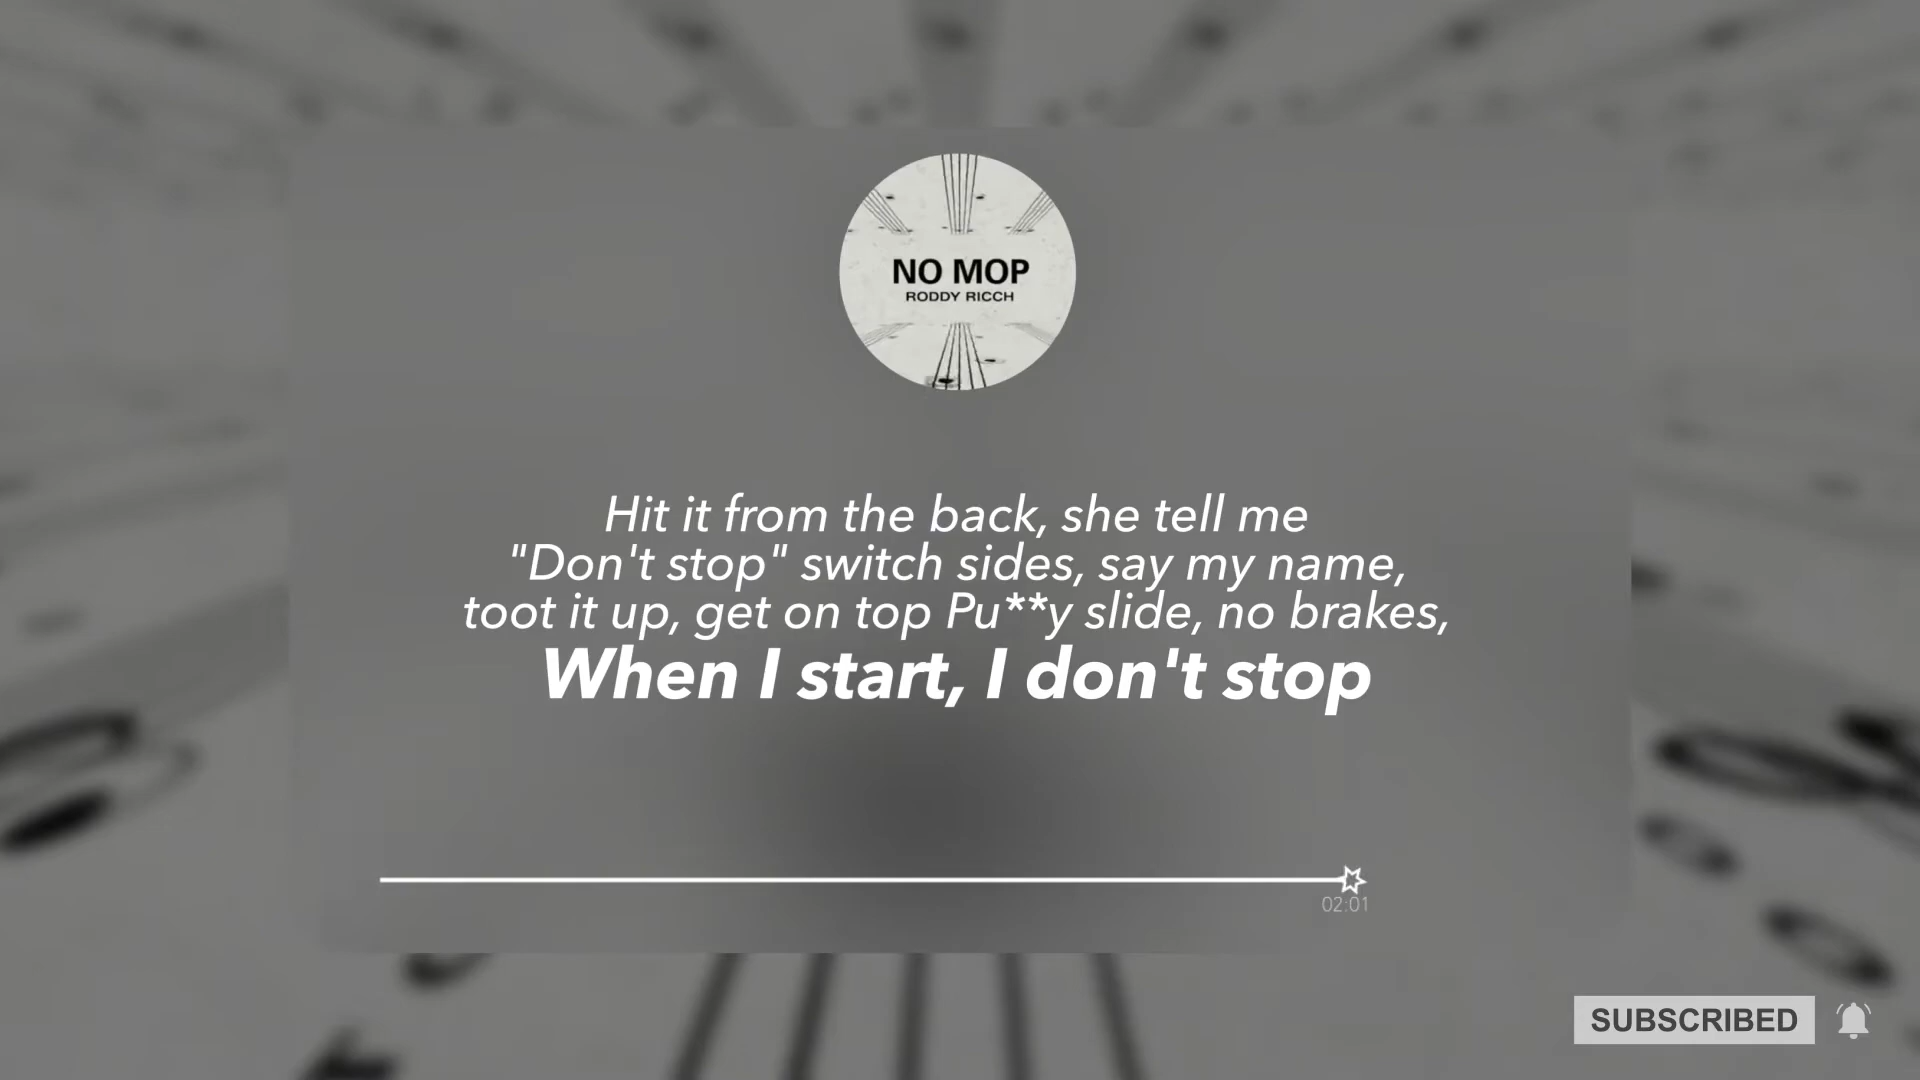 NO MOP
RODDY RICCH
Hit it from the back, she tell me
"Don't stop" switch sides, say my name,
toot it up, get on top Pu**y slide, no brakes,
When I start, I don't stop
02:01
SUBSCRIBED